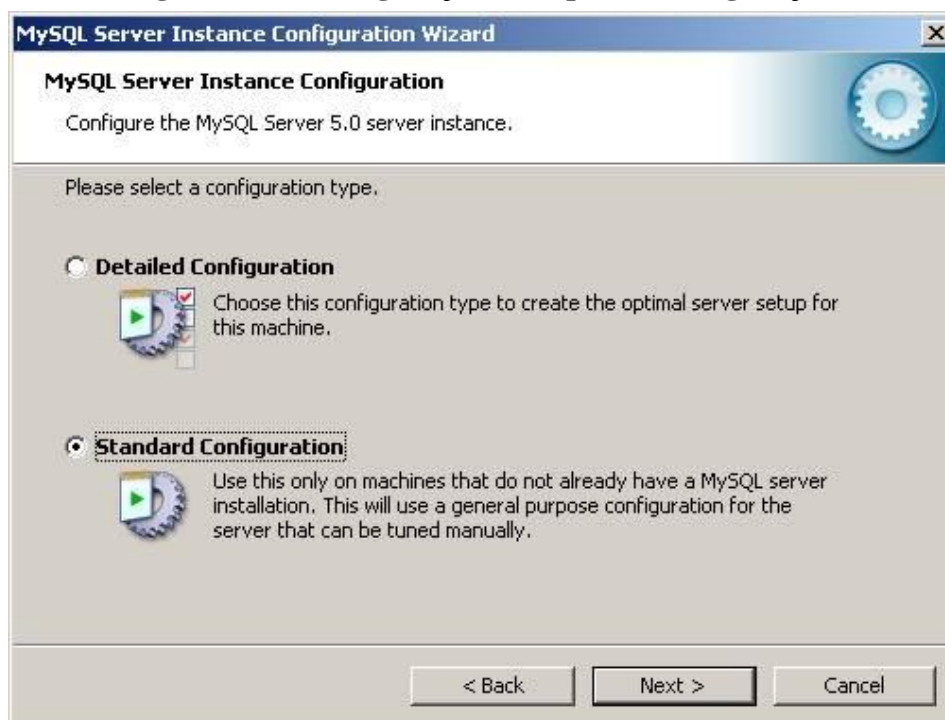 MySQL Server Instance Configuration Wizard
MySQL Server Instance Configuration
Configure the MySQL Server 5.0 server instance.
Please select a configuration type.
Detailed Configuration
Choose this configuration type to create the optimal server setup for
this machine.
Standard Configuration
Use this only on machines that do not already have a MySQL server
installation. This will use a general purpose configuration for the
server that can be tuned manually.
< Back
Next >
Cancel